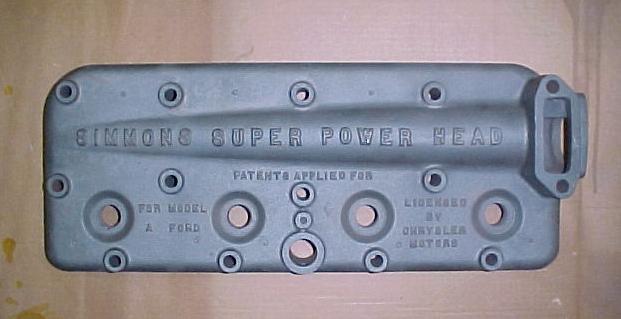 SIMMONS SUPER POWER HEAD
PATENTS APPLIED FOR
FOR MODEL
A FORD
LICENSED
BY
CHRYSLER
MOTORS